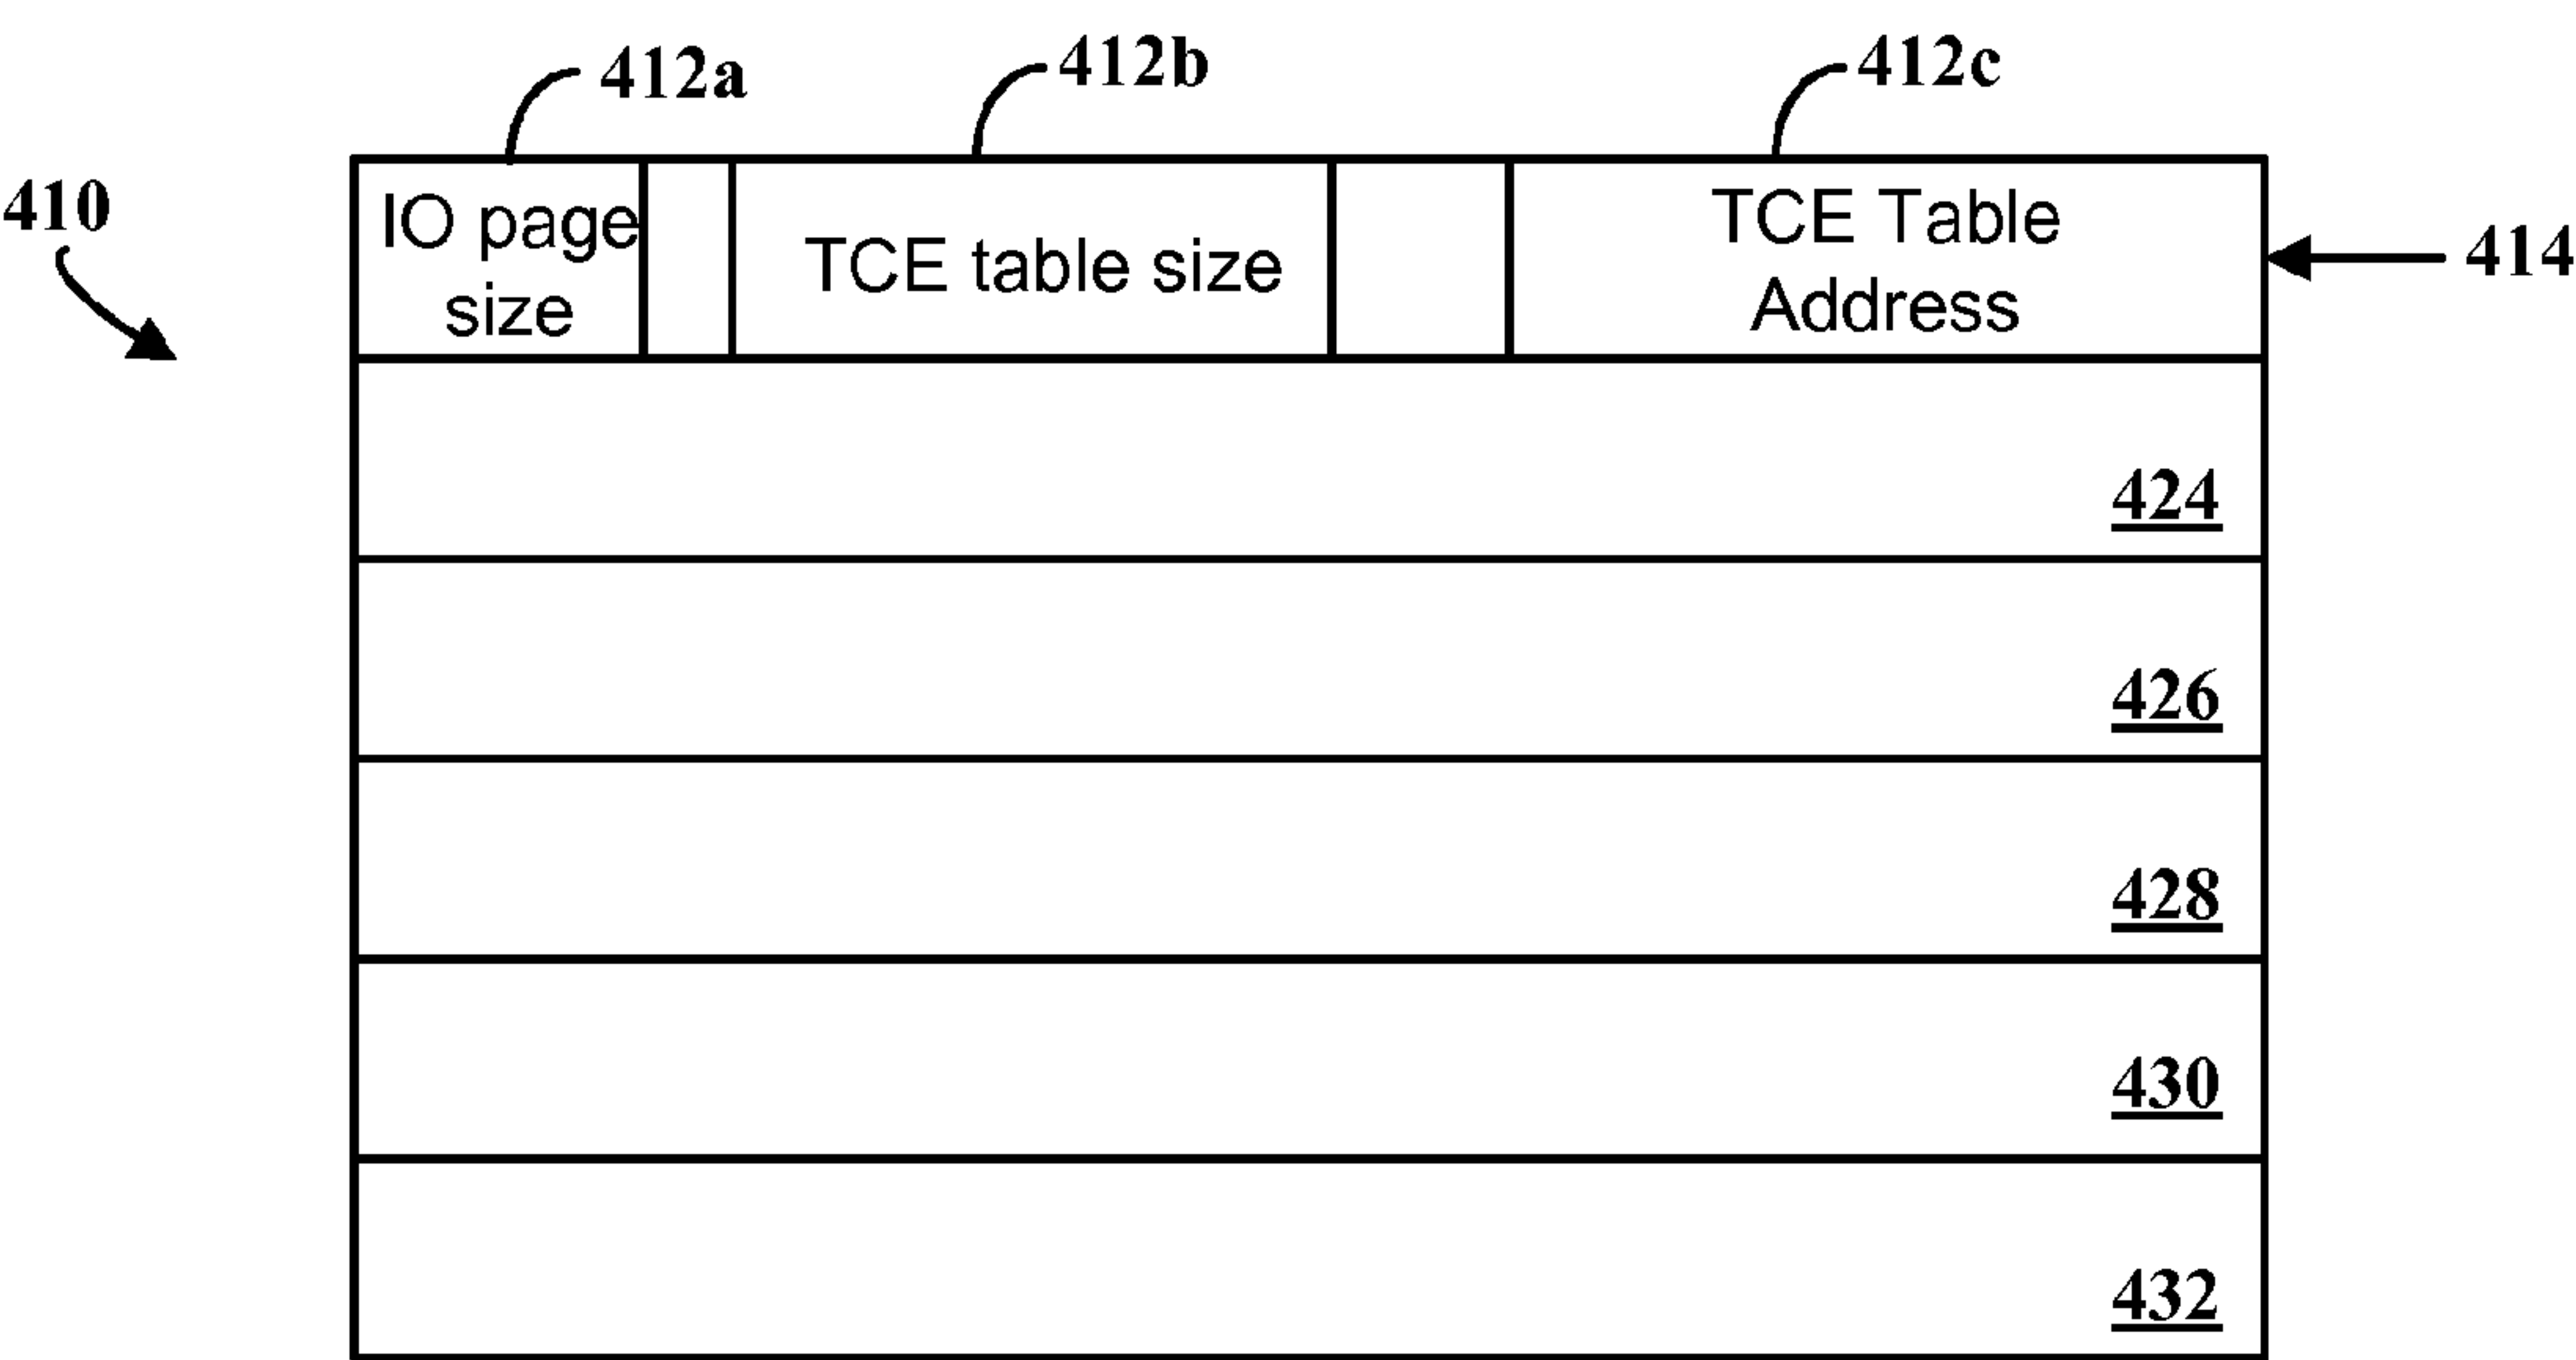 412a
412b
412c
410
IO page
size
TCE table size
TCE Table
Address
414
424
426
428
430
432